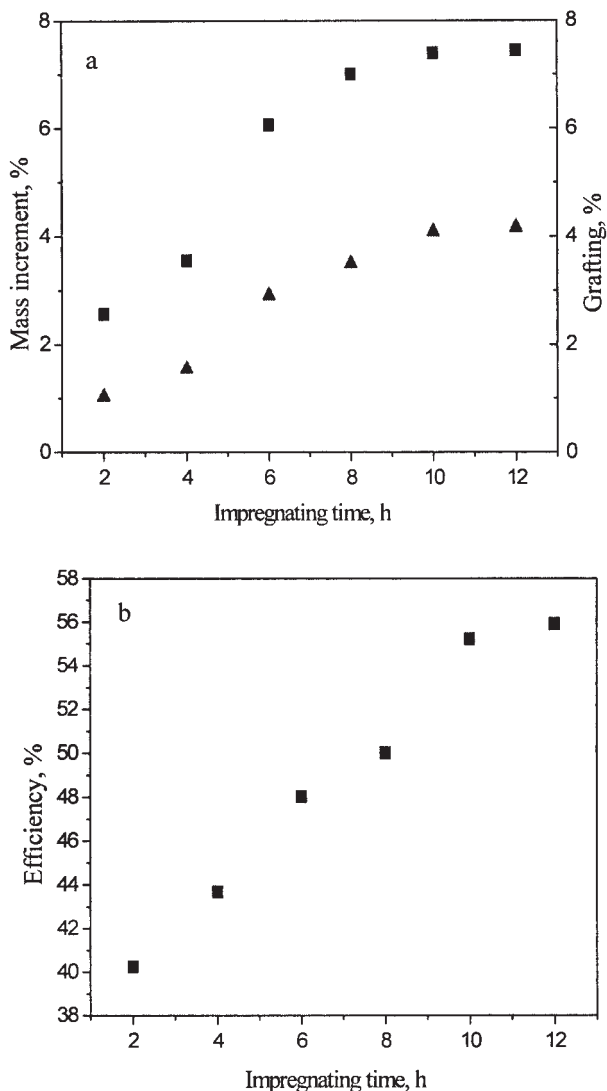 a
8
6
4
2
0
Mass increment, %
8
6
4
2
0
Grafting, %
2 4 6 8 10 12
Impregnating time, h
b
58
56
54
52
50
48
46
44
42
40
38
Efficiency, %
2 4 6 8 10 12
Impregnating time, h